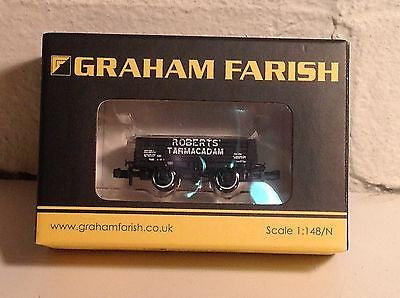 GRAHAM FARISH
ROBERTS'
TARMACADAM
www.grahamfarish.co.uk
Scale 1:148/N